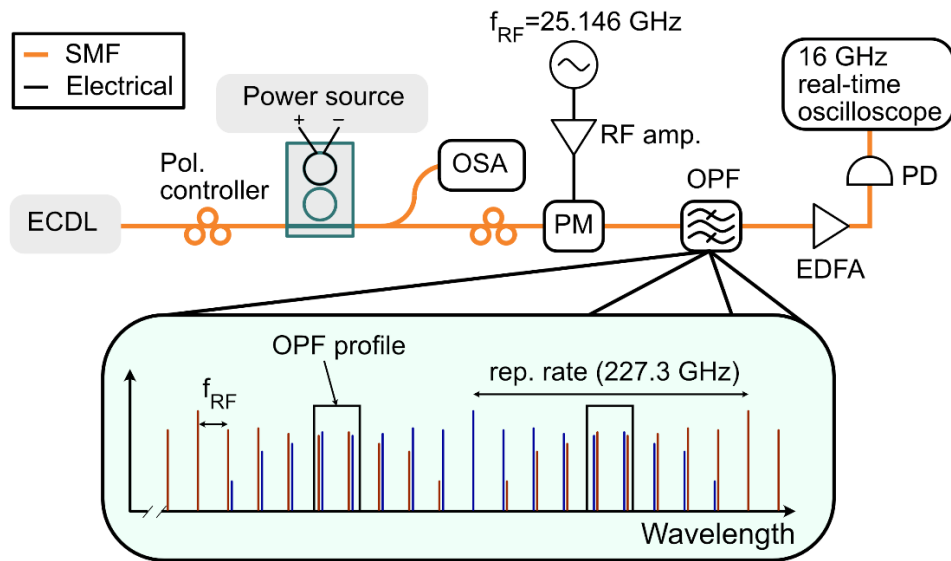 SMF
Electrical
Power source
+ −
Pol.
controller
ECDL
OSA
f_RF=25.146 GHz
RF amp.
PM
OPF
EDFA
PD
16 GHz
real-time
oscilloscope
OPF profile
f_RF
rep. rate (227.3 GHz)
Wavelength